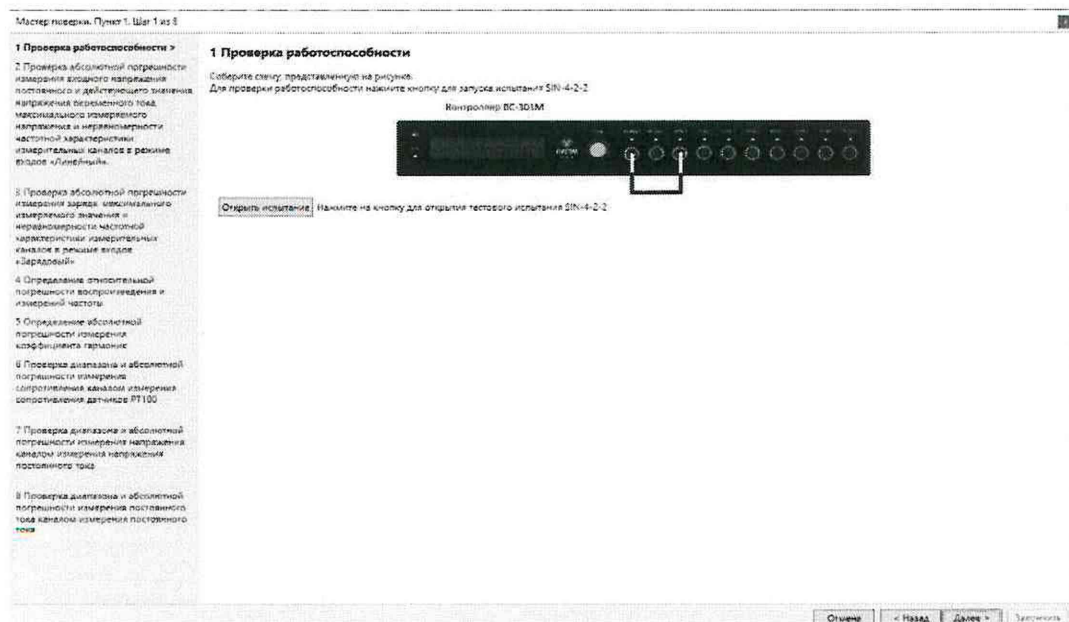 Мастер поверки. Пункт 1. Шаг 1 из 8
1 Проверка работоспособности >
2 Проверка абсолютной погрешности
измерения входного напряжения
постоянного и действующего значения
напряжения переменного тока,
максимального измеряемого
напряжения и неравномерности
частотной характеристики
измерительных каналов в режиме
входов «Линейный».
3 Проверка абсолютной погрешности
измерения заряда, максимального
измеряемого значения и
неравномерности частотной
характеристики измерительных
каналов в режиме входов
«Зарядовый»
4 Определение относительной
погрешности воспроизведения и
измерений частоты
5 Определение абсолютной
погрешности измерения
коэффициента гармоник
6 Проверка диапазона и абсолютной
погрешности измерения
сопротивления каналом измерения
сопротивления датчиков PT100
7 Проверка диапазона и абсолютной
погрешности измерения напряжения
каналом измерения напряжения
постоянного тока
8 Проверка диапазона и абсолютной
погрешности измерения постоянного
тока каналом измерения постоянного
тока
1 Проверка работоспособности
Соберите схему, представленную на рисунке.
Для проверки работоспособности нажмите кнопку для запуска испытания SIN-4-2-2
Контроллер ВС-301М
Открыть испытание Нажмите на кнопку для открытия тестового испытания SIN-4-2-2
Отмена < Назад Далее > Закончить